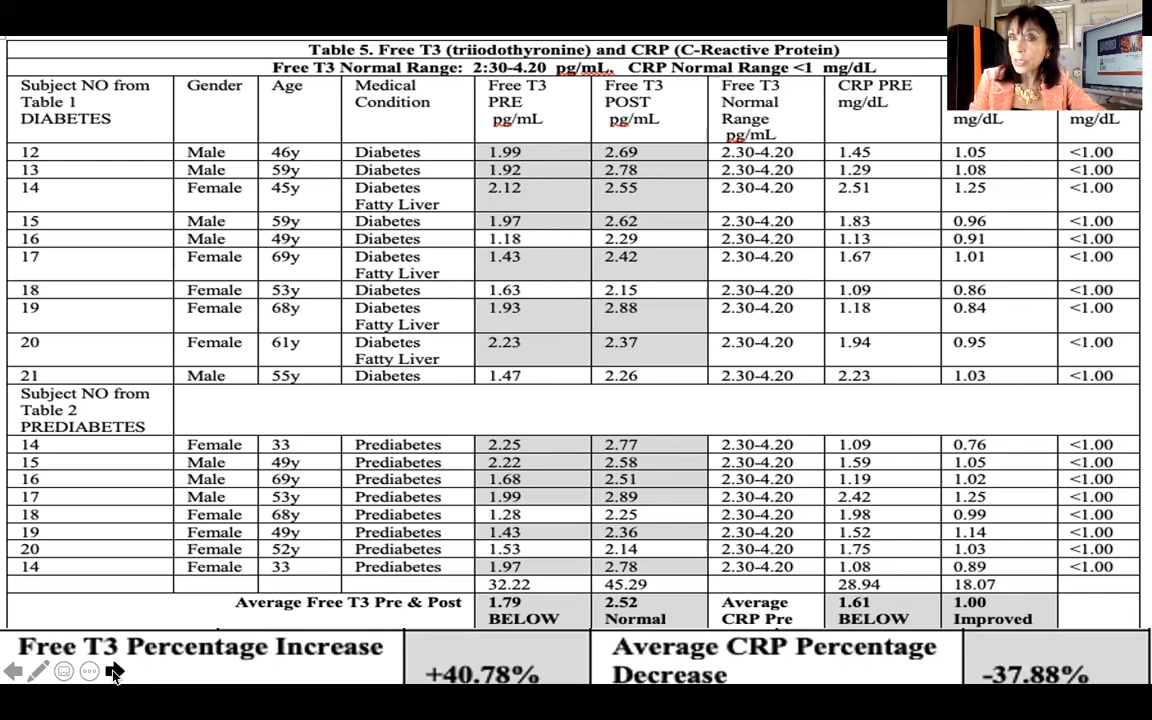 Table 5. Free T3 (triiodothyronine) and CRP (C-Reactive Protein)
Free T3 Normal Range: 2:30-4.20 pg/mL, CRP Normal Range <1 mg/dL
Subject NO from Table 1 DIABETES Gender Age Medical Condition Free T3 PRE pg/mL Free T3 POST pg/mL Free T3 Normal Range pg/mL CRP PRE mg/dL mg/dL mg/dL
12 Male 46y Diabetes 1.99 2.69 2.30-4.20 1.45 1.05 <1.00
13 Male 59y Diabetes 1.92 2.78 2.30-4.20 1.29 1.08 <1.00
14 Female 45y Diabetes Fatty Liver 2.12 2.55 2.30-4.20 2.51 1.25 <1.00
15 Male 59y Diabetes 1.97 2.62 2.30-4.20 1.83 0.96 <1.00
16 Male 49y Diabetes 1.18 2.29 2.30-4.20 1.13 0.91 <1.00
17 Female 69y Diabetes Fatty Liver 1.43 2.42 2.30-4.20 1.67 1.01 <1.00
18 Female 53y Diabetes 1.63 2.15 2.30-4.20 1.09 0.86 <1.00
19 Female 68y Diabetes Fatty Liver 1.93 2.88 2.30-4.20 1.18 0.84 <1.00
20 Female 61y Diabetes Fatty Liver 2.23 2.37 2.30-4.20 1.94 0.95 <1.00
21 Male 55y Diabetes 1.47 2.26 2.30-4.20 2.23 1.03 <1.00
Subject NO from Table 2 PREDIABETES
14 Female 33 Prediabetes 2.25 2.77 2.30-4.20 1.09 0.76 <1.00
15 Male 49y Prediabetes 2.22 2.58 2.30-4.20 1.59 1.05 <1.00
16 Male 69y Prediabetes 1.68 2.51 2.30-4.20 1.19 1.02 <1.00
17 Male 53y Prediabetes 1.99 2.89 2.30-4.20 2.42 1.25 <1.00
18 Female 68y Prediabetes 1.28 2.25 2.30-4.20 1.98 0.99 <1.00
19 Female 49y Prediabetes 1.43 2.36 2.30-4.20 1.52 1.14 <1.00
20 Female 52y Prediabetes 1.53 2.14 2.30-4.20 1.75 1.03 <1.00
14 Female 33 Prediabetes 1.97 2.78 2.30-4.20 1.08 0.89 <1.00
32.22 45.29 28.94 18.07
Average Free T3 Pre & Post 1.79 BELOW 2.52 Normal Average CRP Pre 1.61 BELOW 1.00 Improved
Free T3 Percentage Increase +40.78% Average CRP Percentage Decrease -37.88%